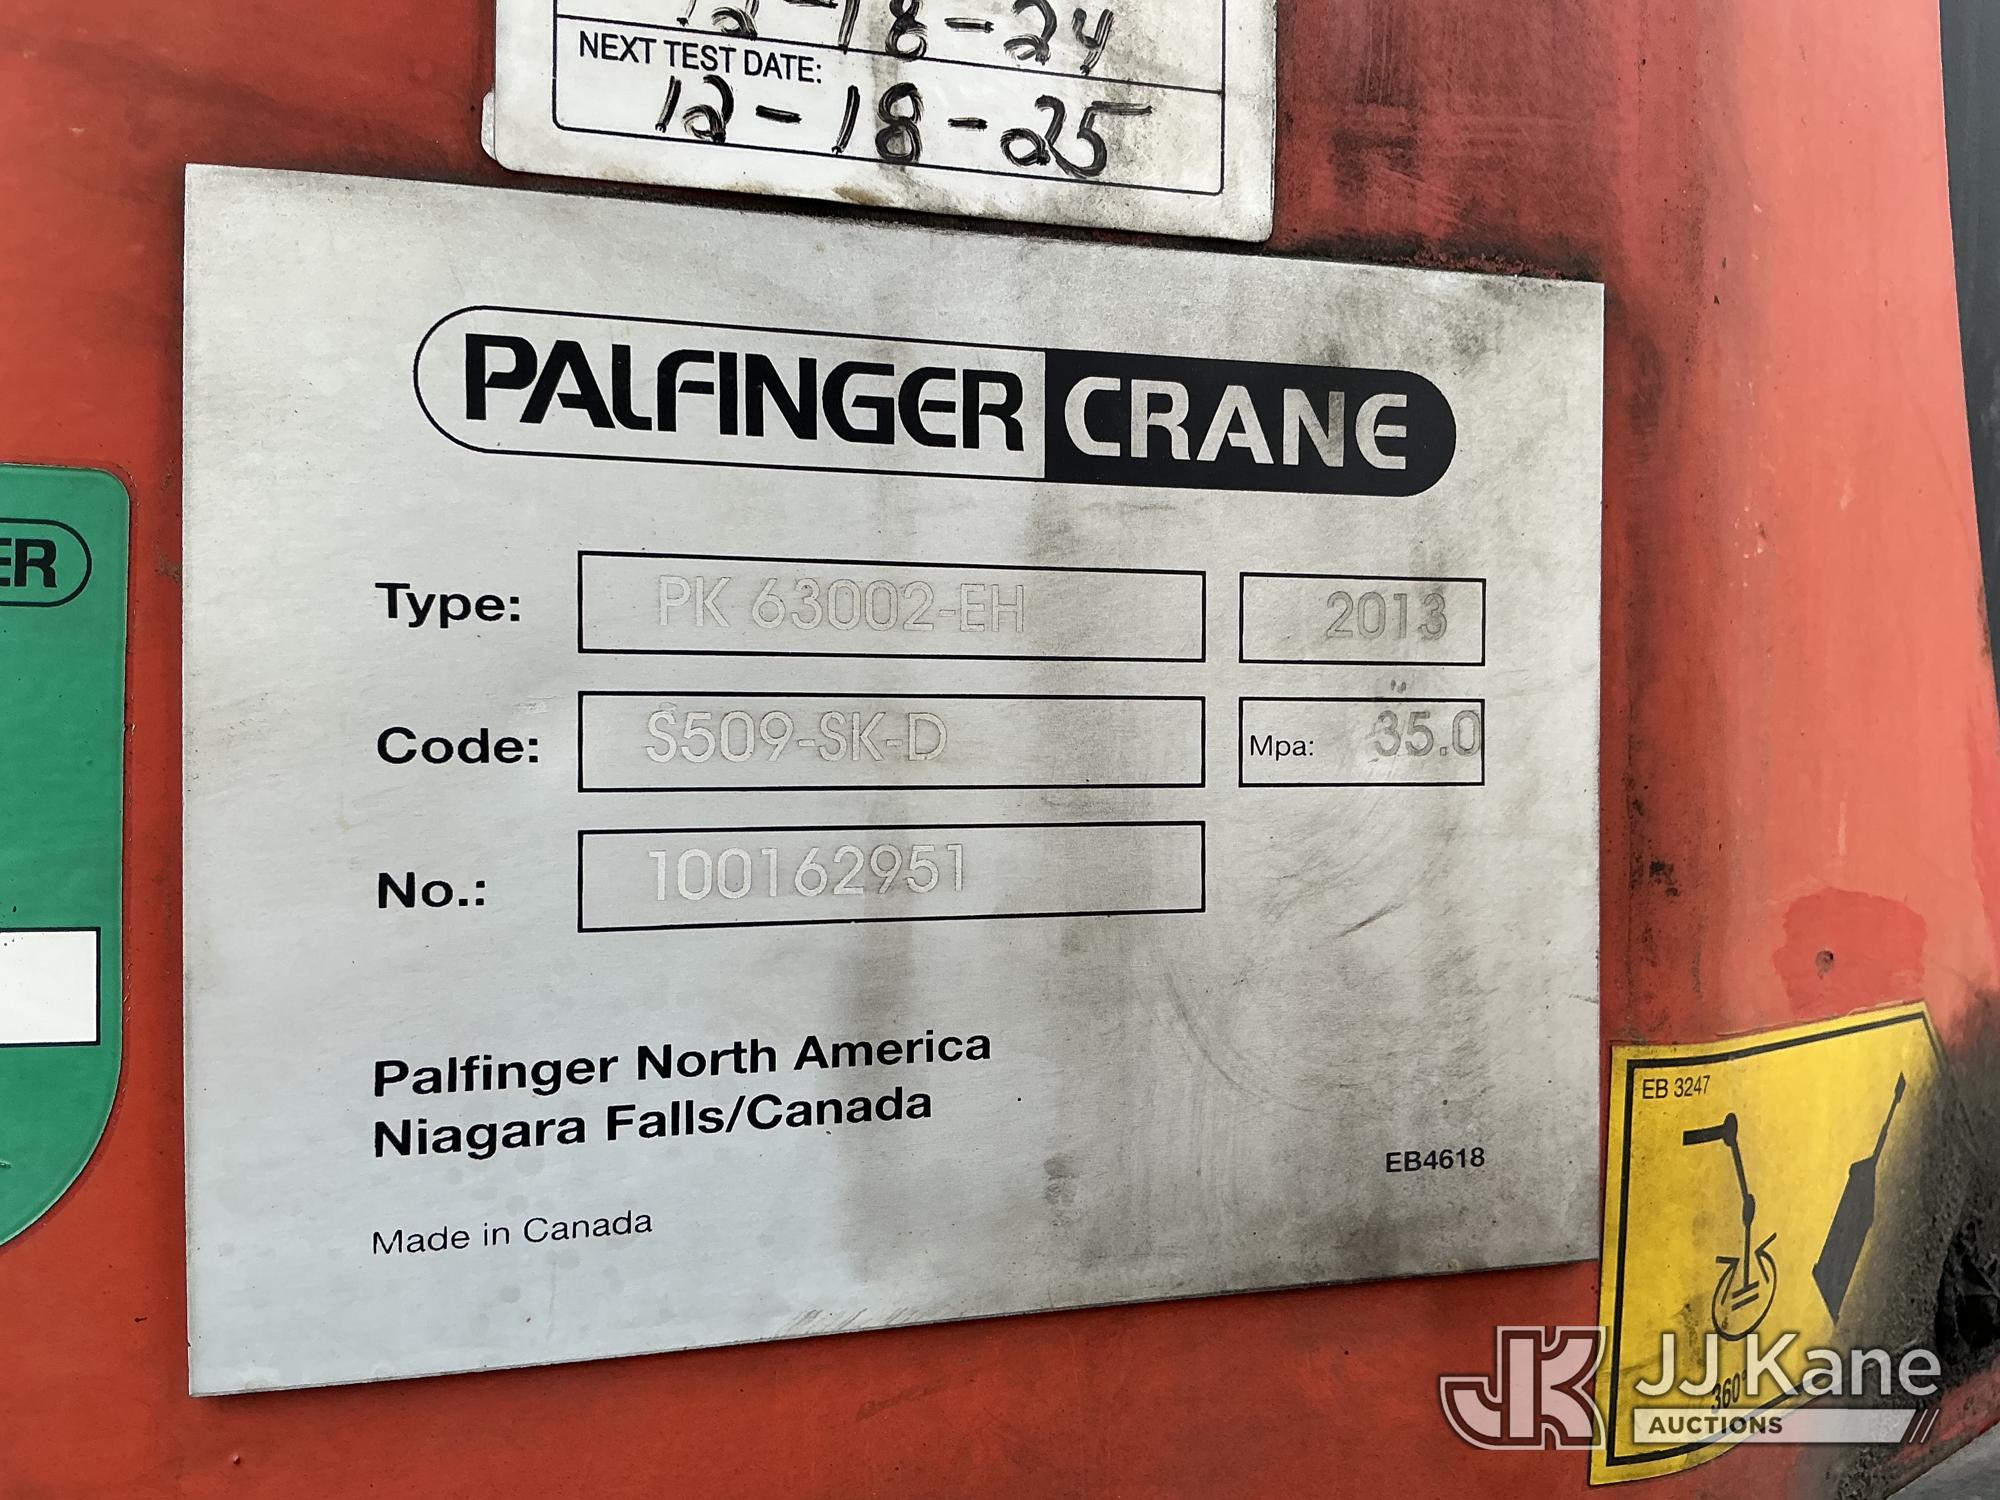 12-18-24
NEXT TEST DATE:
12-18-25
PALFINGER CRANE
ER
Type: PK 63002-EH 2013
Code: S509-SK-D Mpa: 35.0
No.: 100162951
Palfinger North America
Niagara Falls/Canada
EB4618
Made in Canada
EB 3247
360°
JK JJ Kane
AUCTIONS